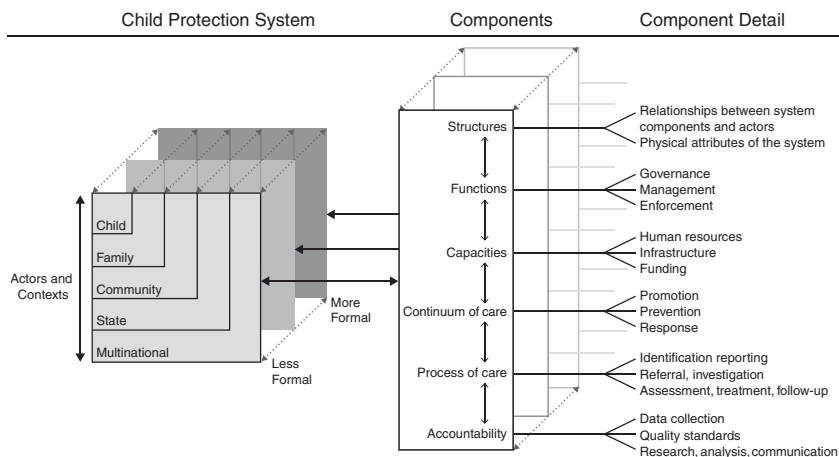 Child Protection System
Components
Component Detail
Actors and
Contexts
Child
Family
Community
State
Multinational
Less
Formal
More
Formal
Structures
Functions
Capacities
Continuum of care
Process of care
Accountability
Relationships between system
components and actors
Physical attributes of the system
Governance
Management
Enforcement
Human resources
Infrastructure
Funding
Promotion
Prevention
Response
Identification reporting
Referral, investigation
Assessment, treatment, follow-up
Data collection
Quality standards
Research, analysis, communication